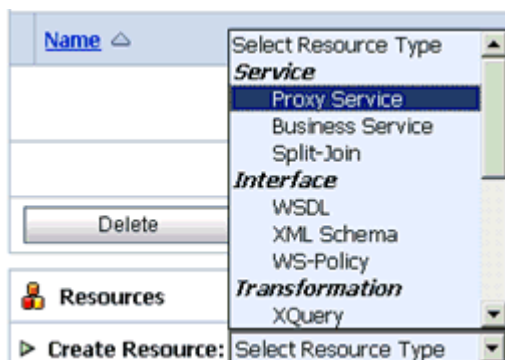 Name
Select Resource Type
Service
Proxy Service
Business Service
Split-Join
Interface
WSDL
XML Schema
WS-Policy
Transformation
XQuery
Delete
Resources
Create Resource: Select Resource Type